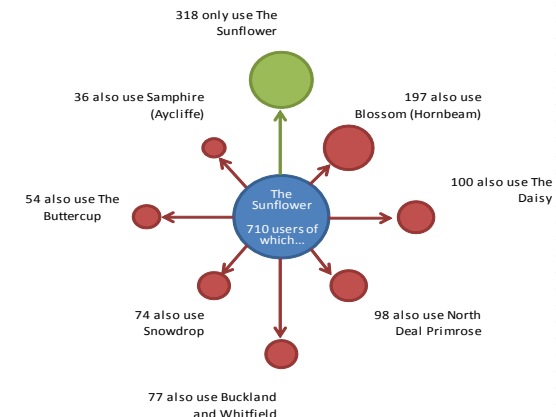 318 only use The
Sunflower
36 also use Samphire
(Aycliffe)
197 also use
Blossom (Hornbeam)
100 also use The
Daisy
54 also use The
Buttercup
The
Sunflower
710 users of
which...
74 also use
Snowdrop
98 also use North
Deal Primrose
77 also use Buckland
and Whitfield